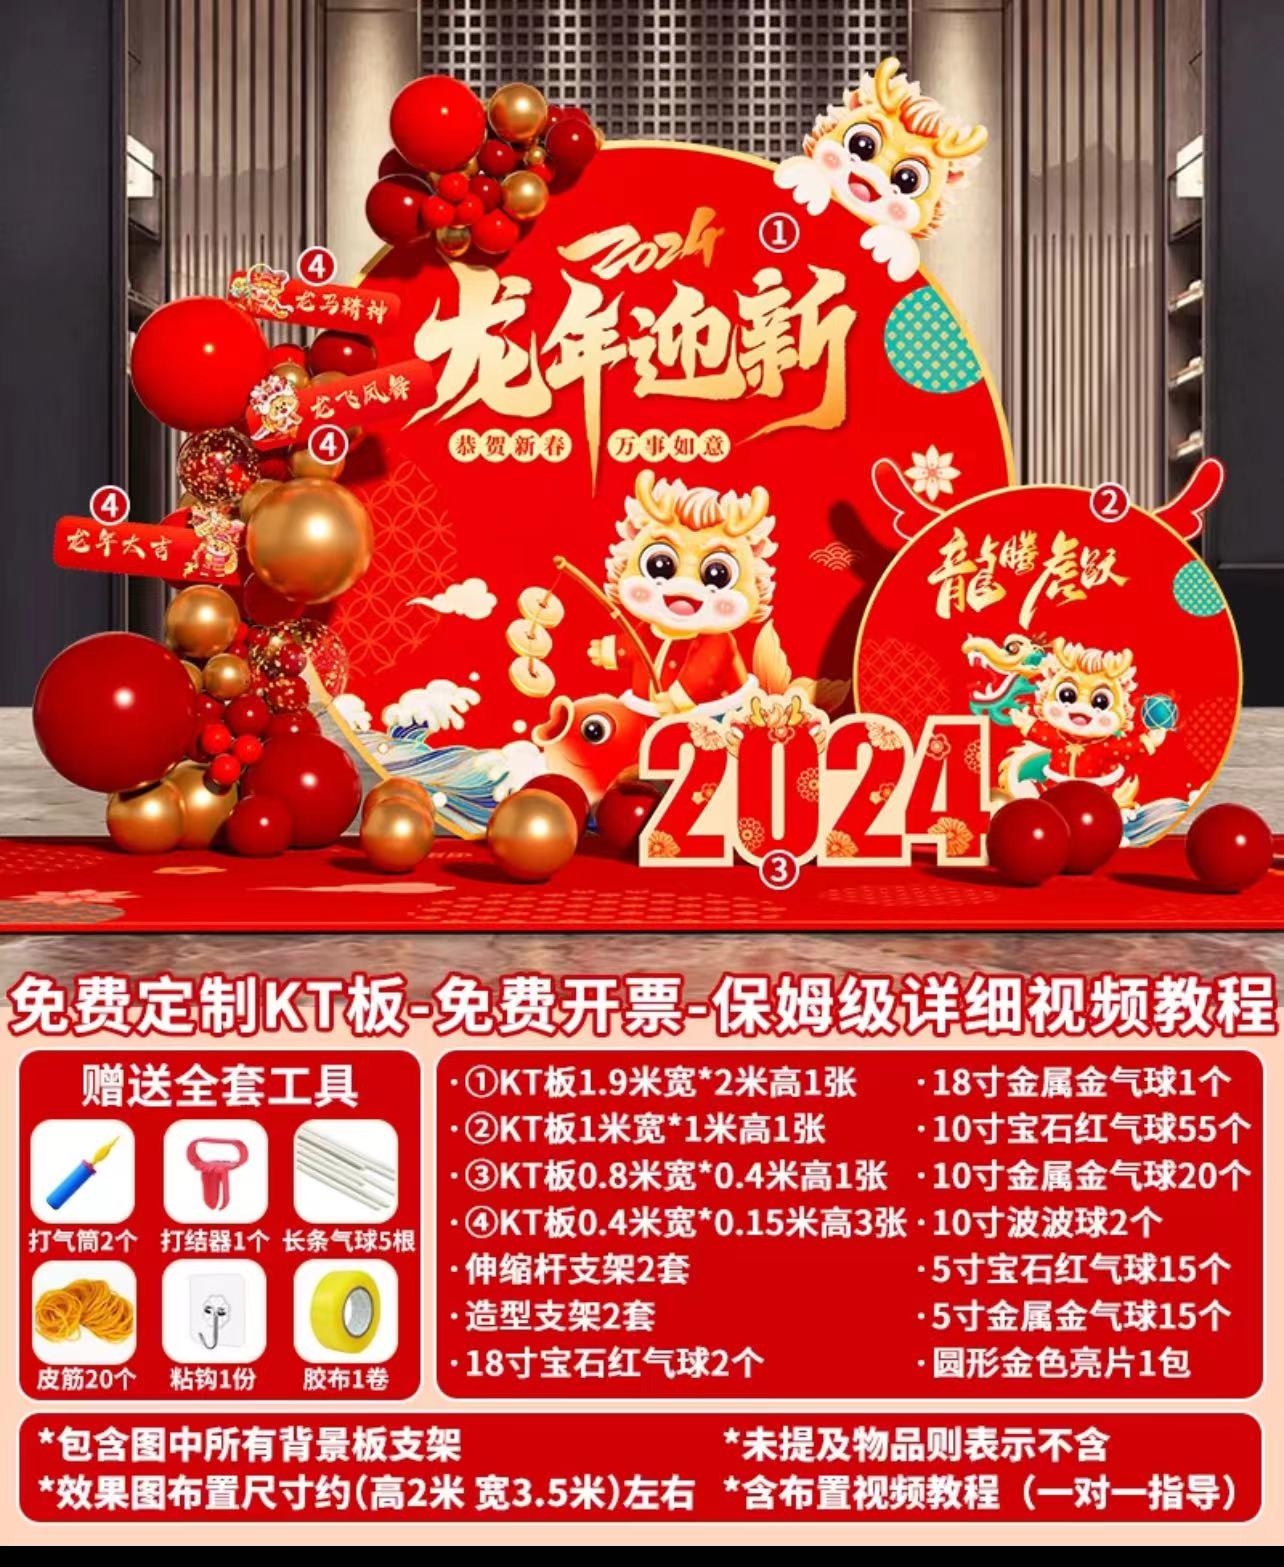 2024
①
龙年迎新
恭贺新春 万事如意
④
龙马精神
龙飞凤舞
④
④
龙年大吉
②
龍腾虎跃
2024
③
免费定制KT板-免费开票-保姆级详细视频教程
赠送全套工具
打气筒2个 打结器1个 长条气球5根
皮筋20个 粘钩1份 胶布1卷
·①KT板1.9米宽*2米高1张
·②KT板1米宽*1米高1张
·③KT板0.8米宽*0.4米高1张
·④KT板0.4米宽*0.15米高3张
·伸缩杆支架2套
·造型支架2套
·18寸宝石红气球2个
·18寸金属金气球1个
·10寸宝石红气球55个
·10寸金属金气球20个
·10寸波波球2个
·5寸宝石红气球15个
·5寸金属金气球15个
·圆形金色亮片1包
*包含图中所有背景板支架
*未提及物品则表示不含
*效果图布置尺寸约(高2米 宽3.5米)左右
*含布置视频教程（一对一指导）